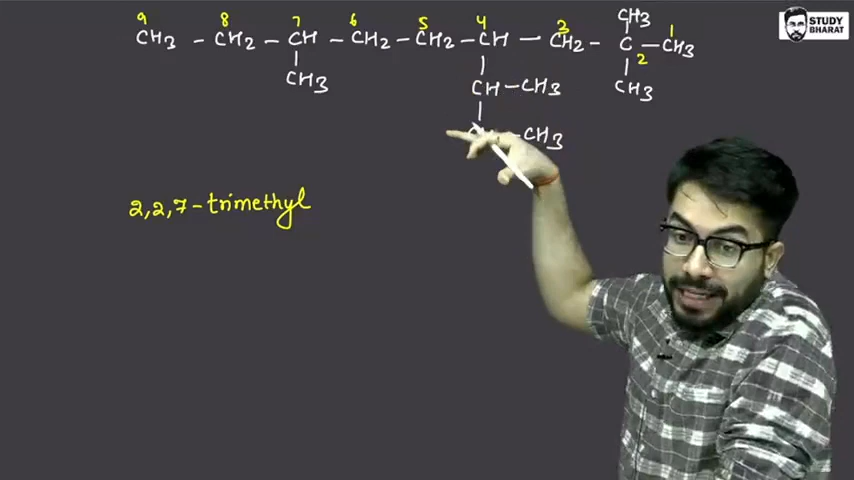 CH3
STUDY
BHARAT
9 8 7 6 5 4 3 1
CH3 - CH2 - CH - CH2 - CH2 - CH - CH2 - C - CH3
2
CH3 CH - CH3 CH3
- CH3
2,2,7 - trimethyl